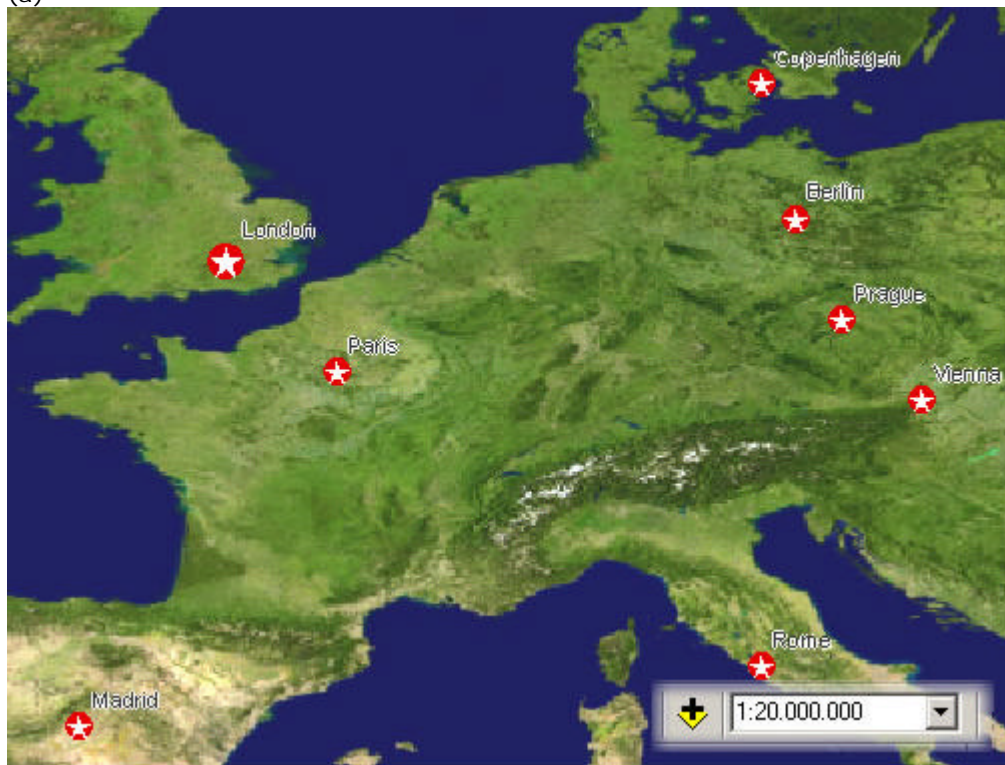 (a)
Copenhagen
Berlin
London
Prague
Paris
Vienna
Rome
Madrid
1:20.000.000